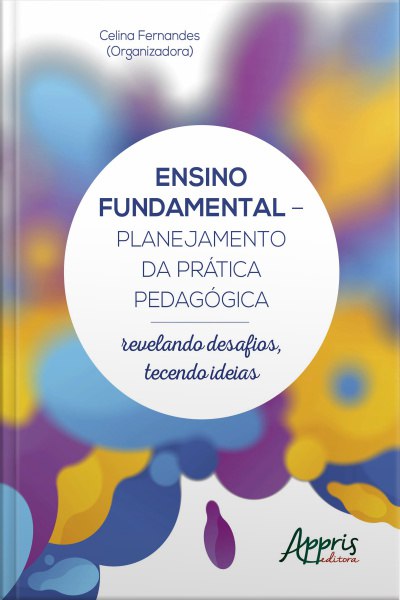 Celina Fernandes
(Organizadora)
ENSINO
FUNDAMENTAL –
PLANEJAMENTO
DA PRÁTICA
PEDAGÓGICA
revelando desafios,
tecendo ideias
Appris
editora